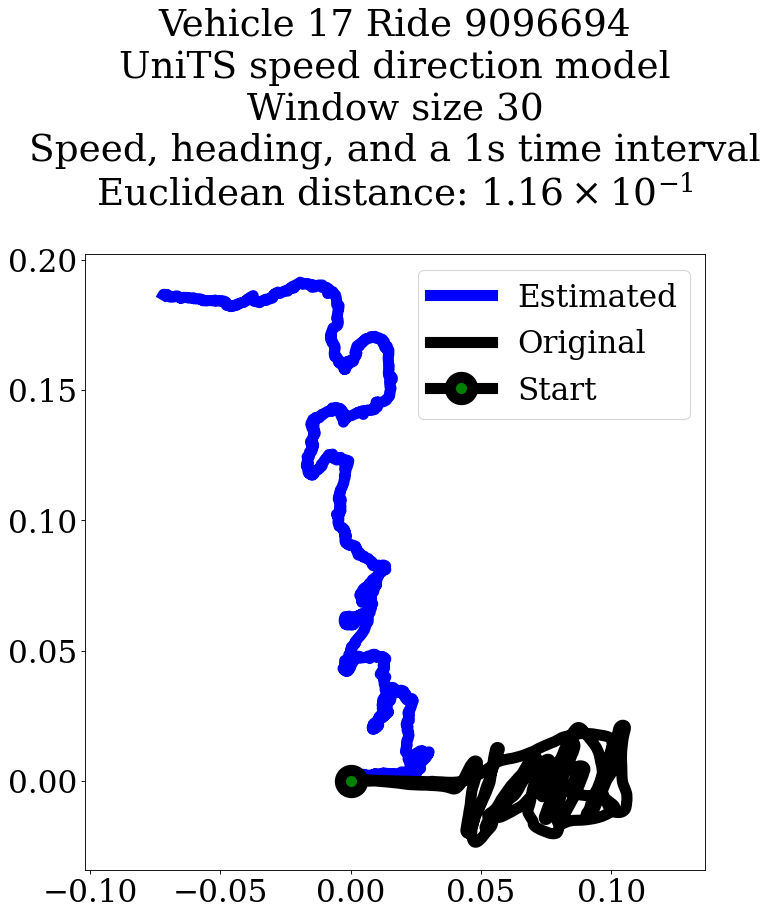 Vehicle 17 Ride 9096694
UniTS speed direction model
Window size 30
Speed, heading, and a 1s time interval
Euclidean distance: 1.16 × 10⁻¹
0.20
0.15
0.10
0.05
0.00
Estimated
Original
Start
−0.10 −0.05 0.00 0.05 0.10